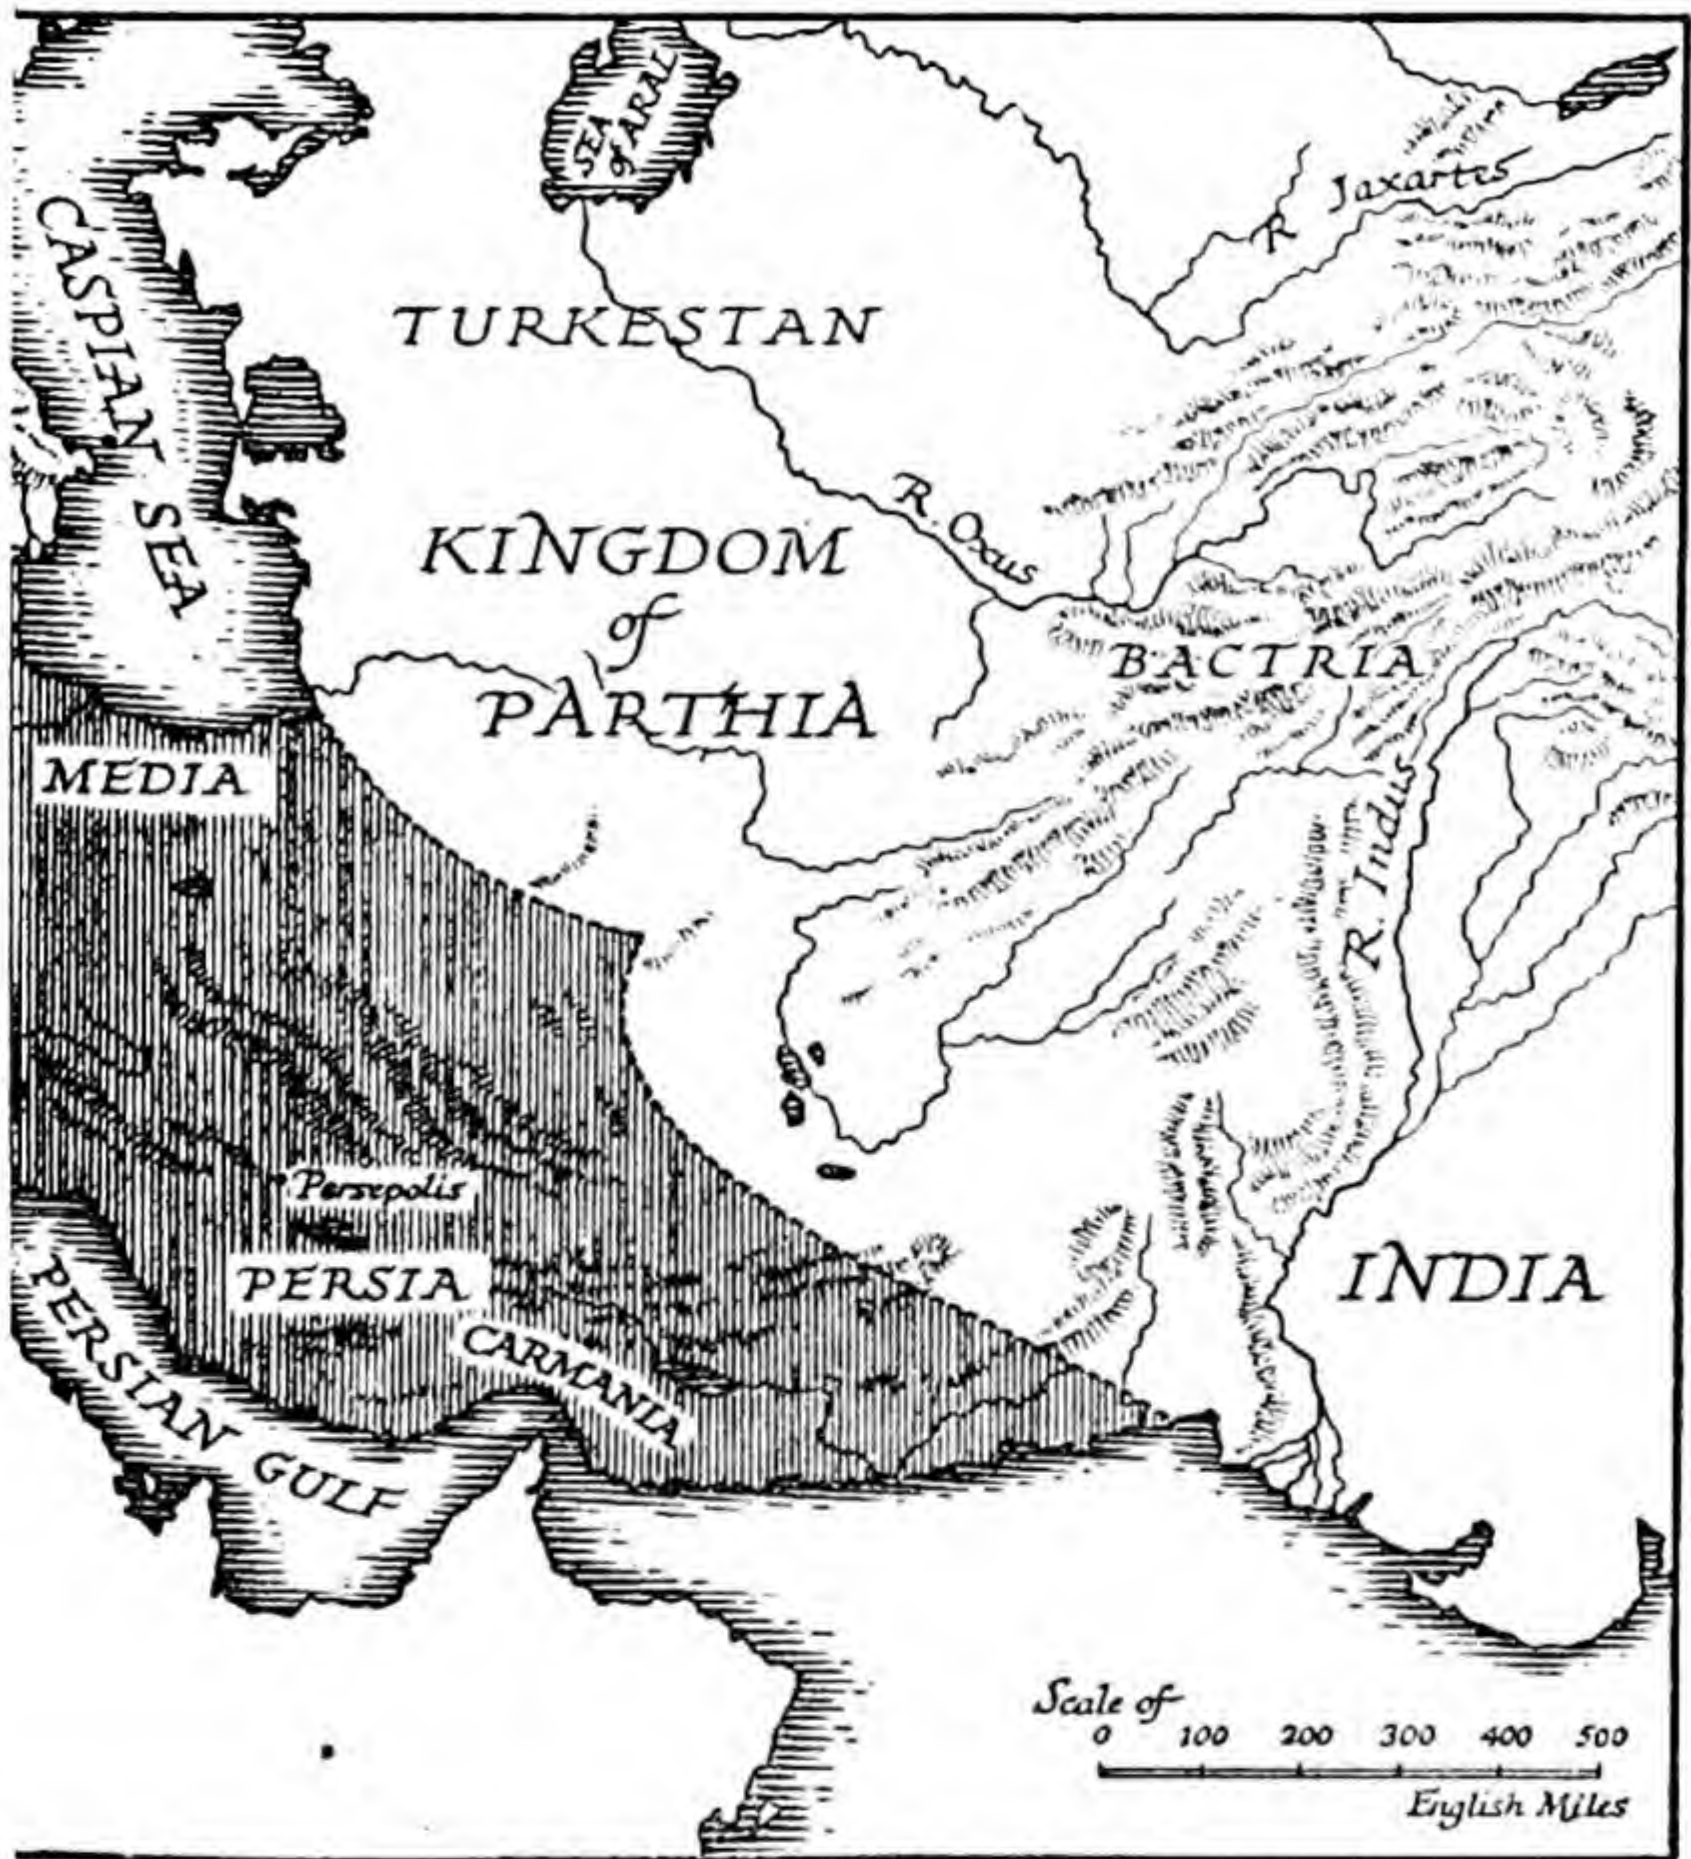 SEA
of ARAL
R Jaxartes
CASPIAN SEA
TURKESTAN
R. Oxus
KINGDOM
of
PARTHIA
BACTRIA
MEDIA
R. Indus
Persepolis
PERSIA
INDIA
CARMANIA
PERSIAN GULF
Scale of
0 100 200 300 400 500
English Miles